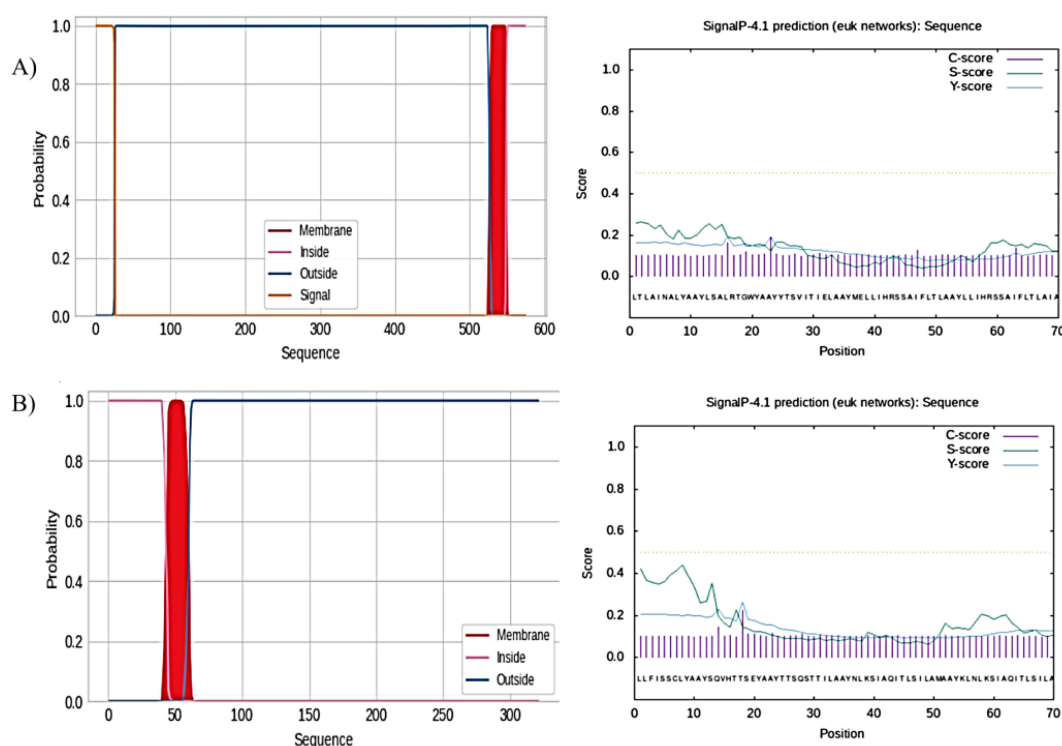 A)
Probability
1.0
0.8
0.6
0.4
0.2
0.0
Membrane
Inside
Outside
Signal
0 100 200 300 400 500 600
Sequence
SignalP-4.1 prediction (euk networks): Sequence
C-score
S-score
Y-score
Score
1.0
0.8
0.6
0.4
0.2
0.0
LTLAINALYAAYLSALRTGWYAAYYTSVITIELAAYMELLIHRSSAIFLTLAAYLLIHRSSAIFLTLAIA
0 10 20 30 40 50 60 70
Position
B)
Probability
1.0
0.8
0.6
0.4
0.2
0.0
Membrane
Inside
Outside
0 50 100 150 200 250 300
Sequence
SignalP-4.1 prediction (euk networks): Sequence
C-score
S-score
Y-score
Score
1.0
0.8
0.6
0.4
0.2
0.0
LLFISSCLYAAYSQVHTTSEYAAYTTSQSTTILAAYNLKSIAQITLSILAMAAYKLNLKSIAQITLSILA
0 10 20 30 40 50 60 70
Position